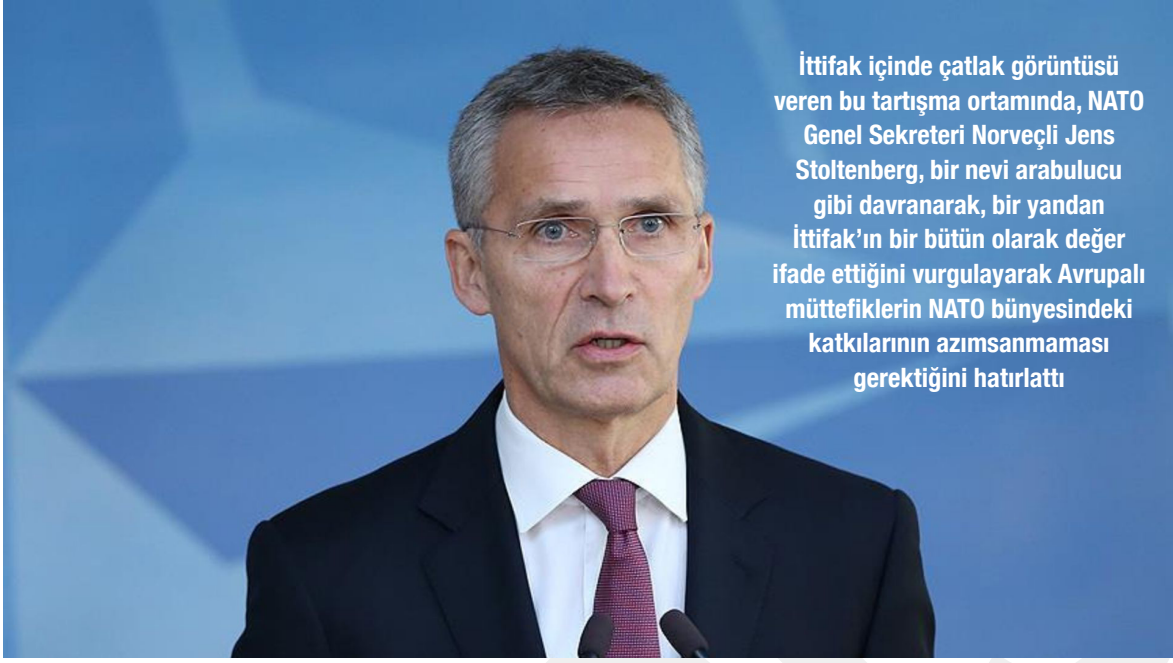 İttifak içinde çatlak görüntüsü
veren bu tartışma ortamında, NATO
Genel Sekreteri Norveçli Jens
Stoltenberg, bir nevi arabulucu
gibi davranarak, bir yandan
İttifak’ın bir bütün olarak değer
ifade ettiğini vurgulayarak Avrupalı
müttefiklerin NATO bünyesindeki
katkılarının azımsanmaması
gerektiğini hatırlattı